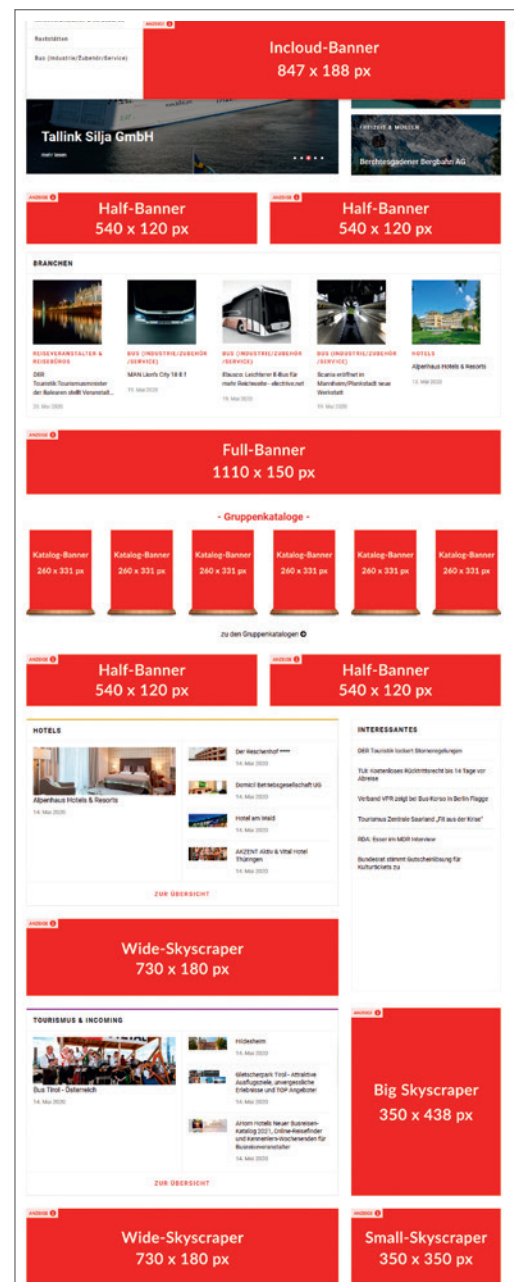 Raststätten
Bus (Industrie/Zubehör/Service)
ANZEIGE
Incloud-Banner
847 x 188 px
Tallink Silja GmbH
mehr lesen
FREIZEIT & MÖGELN
Berchtesgadener Bergbahn AG
ANZEIGE
Half-Banner
540 x 120 px
ANZEIGE
Half-Banner
540 x 120 px
BRANCHEN
REISEVERANSTALTER &
REISEBÜROS
DER
Touristik:Tourismusminister
der Balearen stellt Veranstalt...
20. Mai 2020
BUS (INDUSTRIE/ZUBEHÖR
/SERVICE)
MAN Lion's City 18 E f
19. Mai 2020
BUS (INDUSTRIE/ZUBEHÖR
/SERVICE)
Ebusco: Leichterer E-Bus für
mehr Reichweite - electrive.net
19. Mai 2020
BUS (INDUSTRIE/ZUBEHÖR
/SERVICE)
Scania eröffnet in
Mannheim/Plankstadt neue
Werkstatt
19. Mai 2020
HOTELS
Alpenhaus Hotels & Resorts
13. Mai 2020
ANZEIGE
Full-Banner
1110 x 150 px
- Gruppenkataloge -
Katalog-Banner
260 x 331 px
Katalog-Banner
260 x 331 px
Katalog-Banner
260 x 331 px
Katalog-Banner
260 x 331 px
Katalog-Banner
260 x 331 px
Katalog-Banner
260 x 331 px
zu den Gruppenkatalogen
ANZEIGE
Half-Banner
540 x 120 px
ANZEIGE
Half-Banner
540 x 120 px
HOTELS
Alpenhaus Hotels & Resorts
14. Mai 2020
Der Reschenhof ****
14. Mai 2020
Domicil Betriebsgesellschaft UG
14. Mai 2020
Hotel am Wald
14. Mai 2020
AKZENT Aktiv & Vital Hotel
Thüringen
14. Mai 2020
ZUR ÜBERSICHT
INTERESSANTES
DER Touristik lockert Stornoregelungen
TUI: Kostenloses Rücktrittsrecht bis 14 Tage vor
Abreise
Verband VPR zeigt bei Bus-Korso in Berlin Flagge
Tourismus Zentrale Saarland „Fit aus der Krise“
RDA: Esser im MDR Interview
Bundesrat stimmt Gutscheinlösung für
Kulturtickets zu
ANZEIGE
Wide-Skyscraper
730 x 180 px
TOURISMUS & INCOMING
Bus Tirol - Österreich
14. Mai 2020
Hildesheim
14. Mai 2020
Gletscherpark Tirol - Attraktive
Ausflugsziele, unvergessliche
Erlebnisse und TOP Angebote!
14. Mai 2020
Ariom Hotels Neuer Busreisen-
Katalog 2021, Online-Reisefinder
und Kennenlern-Wochenenden für
Busreiseveranstalter
14. Mai 2020
ZUR ÜBERSICHT
ANZEIGE
Big Skyscraper
350 x 438 px
ANZEIGE
Wide-Skyscraper
730 x 180 px
ANZEIGE
Small-Skyscraper
350 x 350 px